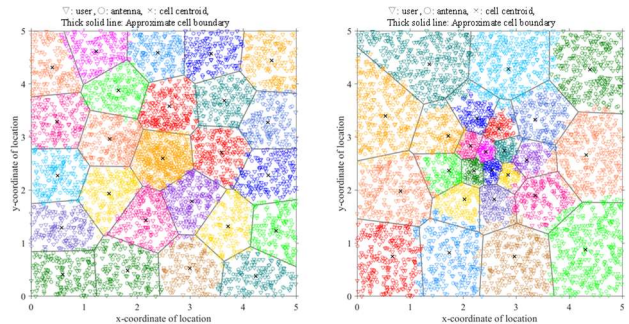 ▽: user, ○: antenna, ×: cell centroid,
Thick solid line: Approximate cell boundary
5
4
3
2
1
0
0 1 2 3 4 5
y-coordinate of location
x-coordinate of location
▽: user, ○: antenna, ×: cell centroid,
Thick solid line: Approximate cell boundary
5
4
3
2
1
0
0 1 2 3 4 5
y-coordinate of location
x-coordinate of location